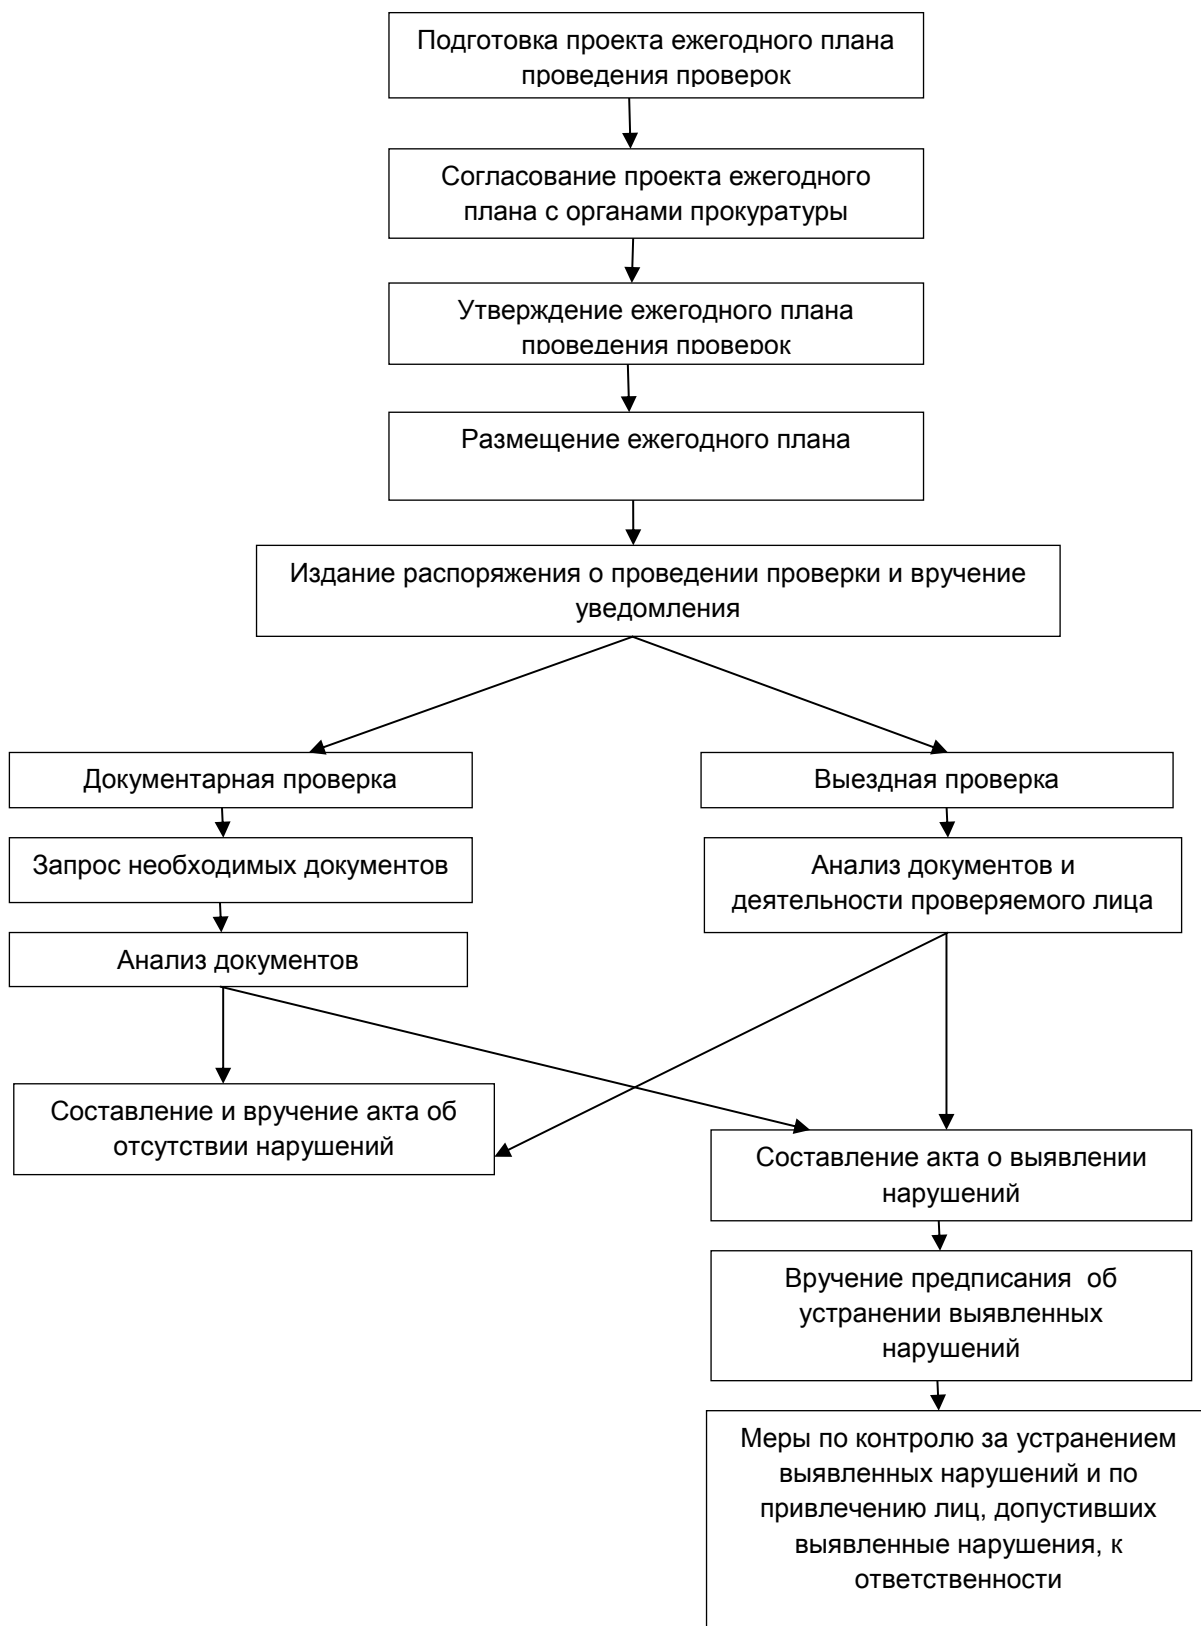 Подготовка проекта ежегодного плана
проведения проверок
Согласование проекта ежегодного
плана с органами прокуратуры
Утверждение ежегодного плана
проведения проверок
Размещение ежегодного плана
Издание распоряжения о проведении проверки и вручение
уведомления
Документарная проверка
Запрос необходимых документов
Анализ документов
Составление и вручение акта об
отсутствии нарушений
Выездная проверка
Анализ документов и
деятельности проверяемого лица
Составление акта о выявлении
нарушений
Вручение предписания  об
устранении выявленных
нарушений
Меры по контролю за устранением
выявленных нарушений и по
привлечению лиц, допустивших
выявленные нарушения, к
ответственности